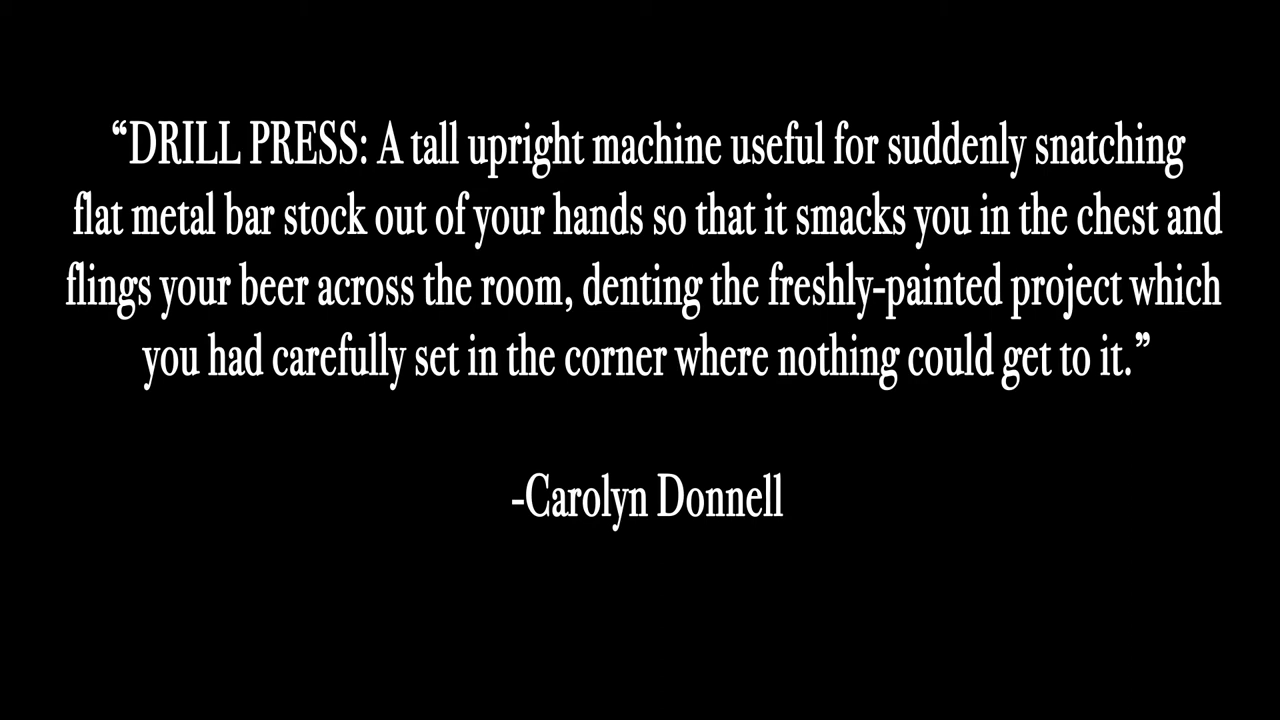 “DRILL PRESS: A tall upright machine useful for suddenly snatching
flat metal bar stock out of your hands so that it smacks you in the chest and
flings your beer across the room, denting the freshly-painted project which
you had carefully set in the corner where nothing could get to it.”
-Carolyn Donnell